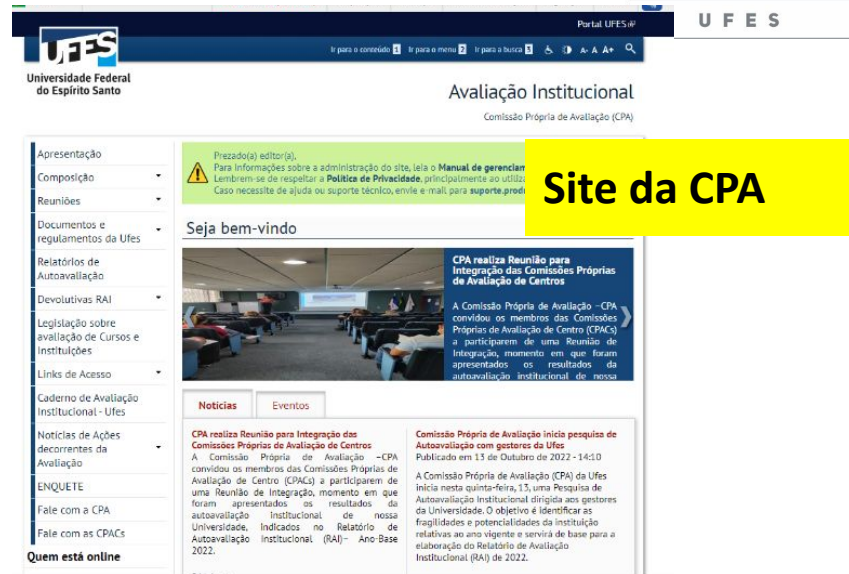 Portal UFES
U F E S
UFES
Ir para o conteúdo 1 Ir para o menu 2 Ir para a busca 3 A- A A+
Universidade Federal
do Espírito Santo
Avaliação Institucional
Comissão Própria de Avaliação (CPA)
Site da CPA
Apresentação
Composição
Reuniões
Documentos e
regulamentos da Ufes
Relatórios de
Autoavaliação
Devolutivas RAI
Legislação sobre
avaliação de Cursos e
Instituições
Links de Acesso
Caderno de Avaliação
Institucional - Ufes
Notícias de Ações
decorrentes da
Avaliação
ENQUETE
Fale com a CPA
Fale com as CPACs
Quem está online
Prezado(a) editor(a),
Para informações sobre a administração do site, leia o Manual de gerenciam
Lembrem-se de respeitar a Política de Privacidade, principalmente ao utiliza
Caso necessite de ajuda ou suporte técnico, envie e-mail para suporte.prod
Seja bem-vindo
CPA realiza Reunião para
Integração das Comissões Próprias
de Avaliação de Centros
A Comissão Própria de Avaliação –CPA
convidou os membros das Comissões
Próprias de Avaliação de Centro (CPACs)
a participarem de uma Reunião de
Integração, momento em que foram
apresentados os resultados da
autoavaliação institucional de nossa
Notícias Eventos
CPA realiza Reunião para Integração das
Comissões Próprias de Avaliação de Centros
A Comissão Própria de Avaliação –CPA
convidou os membros das Comissões Próprias de
Avaliação de Centro (CPACs) a participarem de
uma Reunião de Integração, momento em que
foram apresentados os resultados da
autoavaliação institucional de nossa
Universidade, indicados no Relatório de
Autoavaliação Institucional (RAI)– Ano-Base
2022.
Comissão Própria de Avaliação inicia pesquisa de
Autoavaliação com gestores da Ufes
Publicado em 13 de Outubro de 2022 - 14:10
A Comissão Própria de Avaliação (CPA) da Ufes
inicia nesta quinta-feira, 13, uma Pesquisa de
Autoavaliação Institucional dirigida aos gestores
da Universidade. O objetivo é identificar as
fragilidades e potencialidades da instituição
relativas ao ano vigente e servirá de base para a
elaboração do Relatório de Avaliação
Institucional (RAI) de 2022.